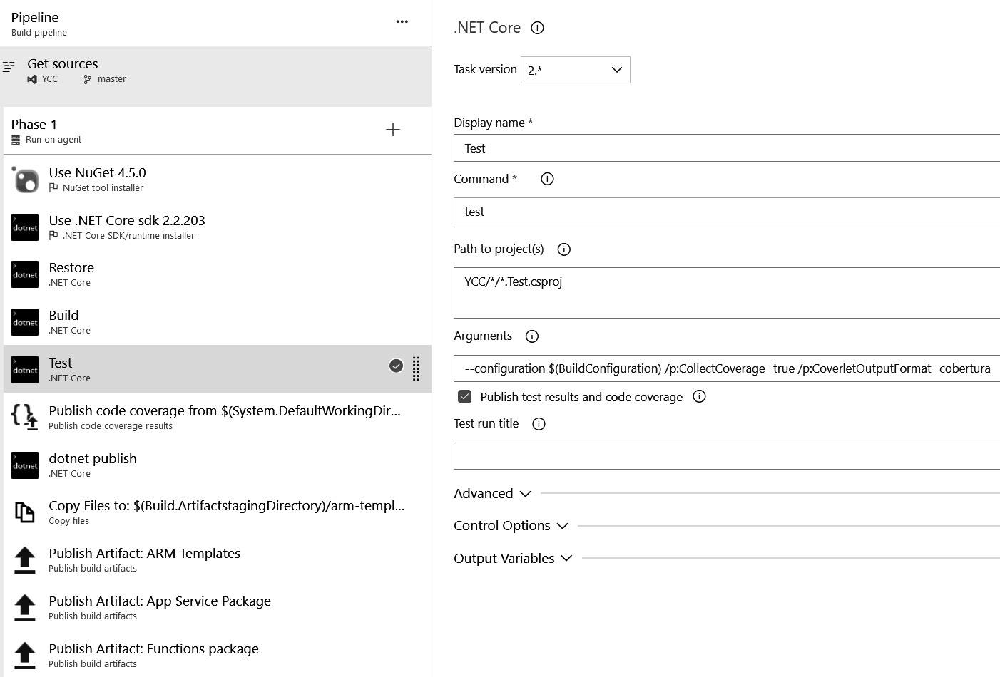 Pipeline
Build pipeline
Get sources
YCC master
Phase 1
Run on agent
Use NuGet 4.5.0
NuGet tool installer
dotnet
Use .NET Core sdk 2.2.203
.NET Core SDK/runtime installer
dotnet
Restore
.NET Core
dotnet
Build
.NET Core
dotnet
Test
.NET Core
Publish code coverage from $(System.DefaultWorkingDir...
Publish code coverage results
dotnet
dotnet publish
.NET Core
Copy Files to: $(Build.ArtifactstagingDirectory)/arm-templ...
Copy files
Publish Artifact: ARM Templates
Publish build artifacts
Publish Artifact: App Service Package
Publish build artifacts
Publish Artifact: Functions package
Publish build artifacts
.NET Core
Task version 2.*
Display name *
Test
Command *
test
Path to project(s)
YCC/*/*.Test.csproj
Arguments
--configuration $(BuildConfiguration) /p:CollectCoverage=true /p:CoverletOutputFormat=cobertura
Publish test results and code coverage
Test run title
Advanced
Control Options
Output Variables